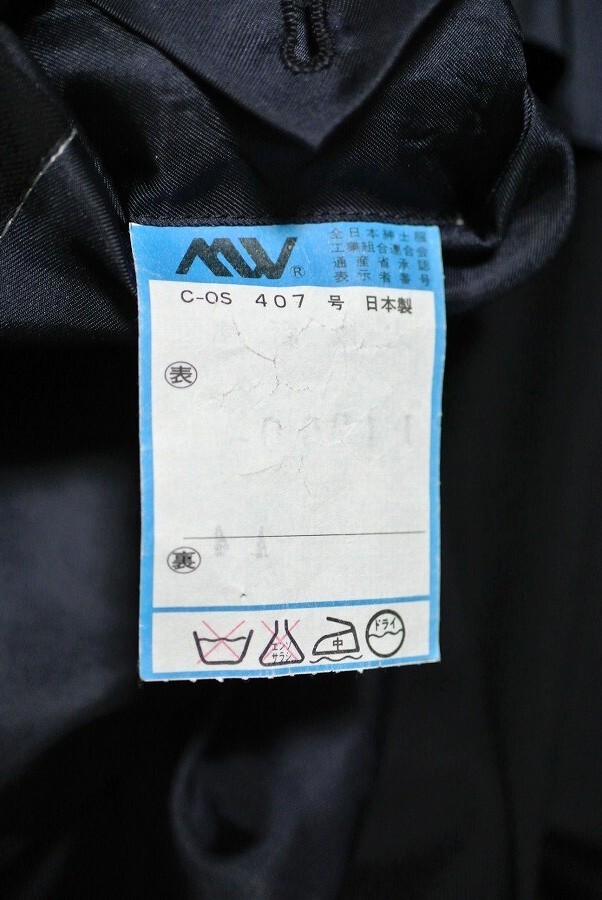 MW®
全日本紳士服
工業組合連合会
通産省承認
表示者番号
C-OS 407 号 日本製
表
裏
エンソ
サラシ
中
ドライ